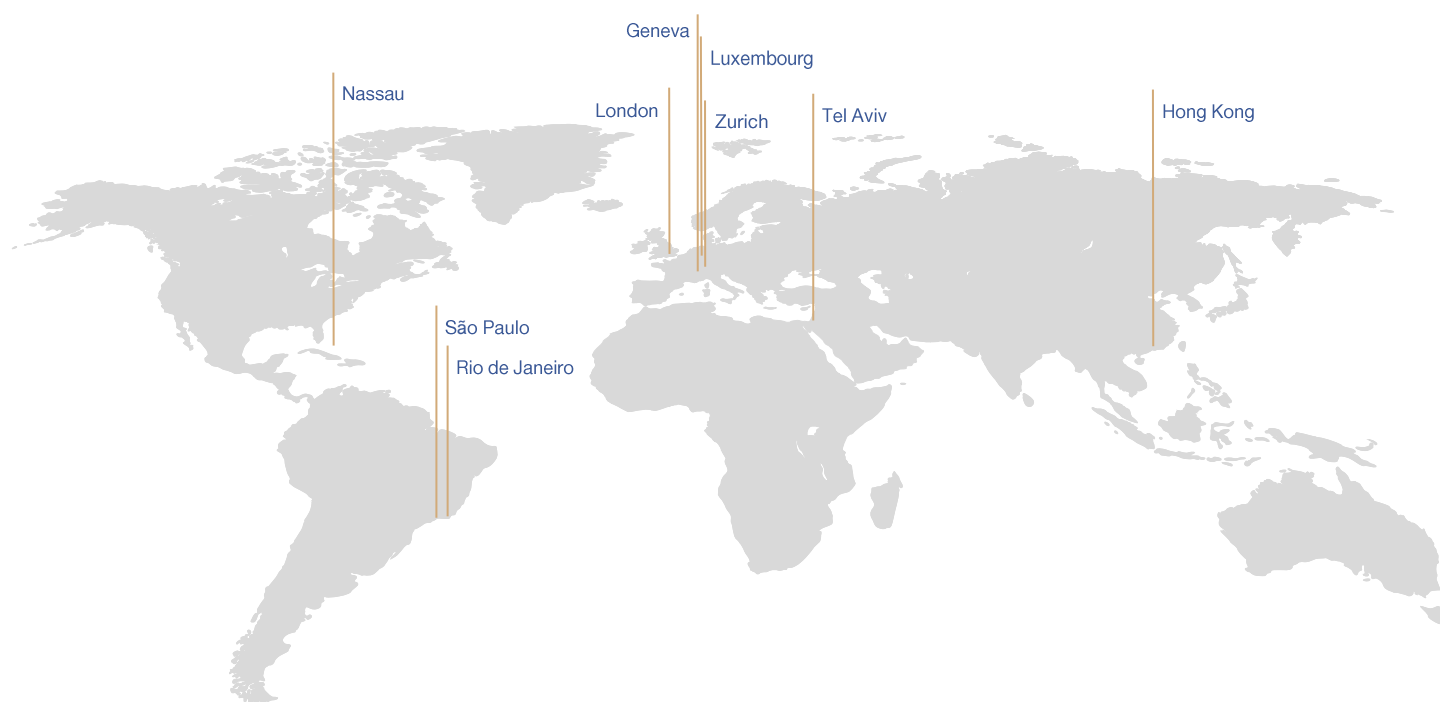 Geneva
Luxembourg
Nassau
London
Zurich
Tel Aviv
Hong Kong
São Paulo
Rio de Janeiro